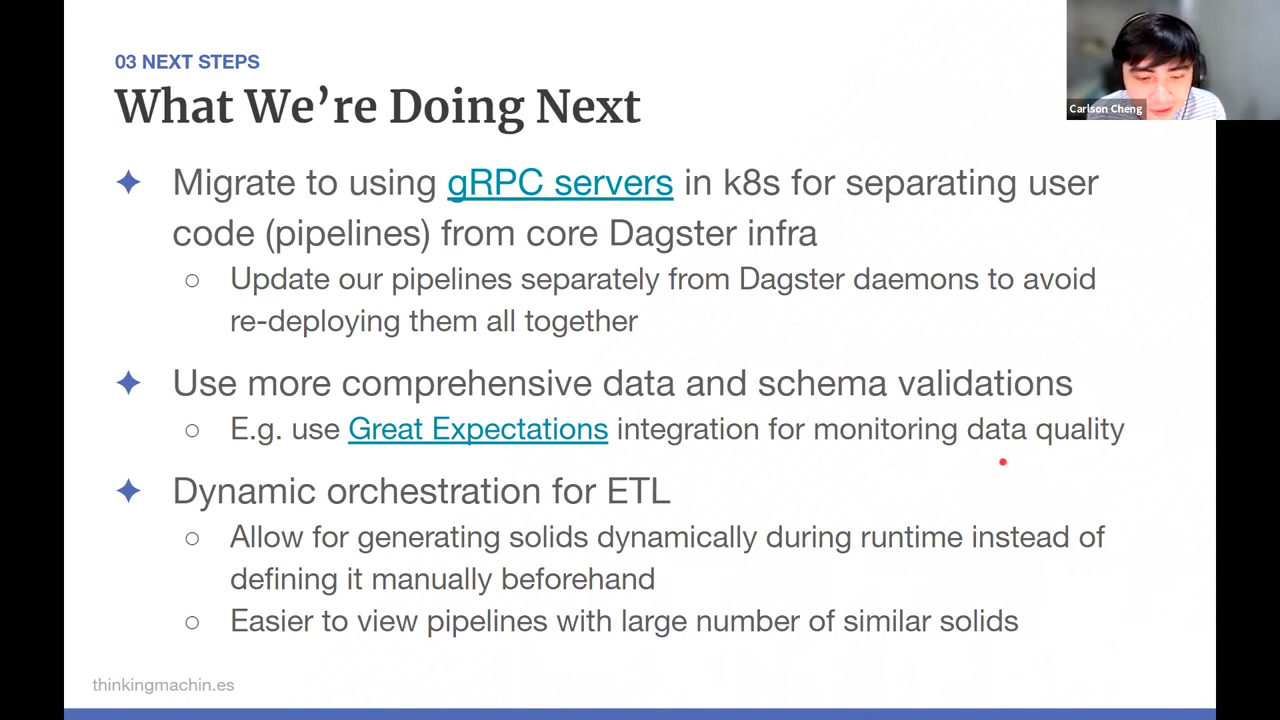 03 NEXT STEPS
What We’re Doing Next
Carlson Cheng
✦ Migrate to using gRPC servers in k8s for separating user
code (pipelines) from core Dagster infra
○ Update our pipelines separately from Dagster daemons to avoid
re-deploying them all together
✦ Use more comprehensive data and schema validations
○ E.g. use Great Expectations integration for monitoring data quality
✦ Dynamic orchestration for ETL
○ Allow for generating solids dynamically during runtime instead of
defining it manually beforehand
○ Easier to view pipelines with large number of similar solids
thinkingmachin.es